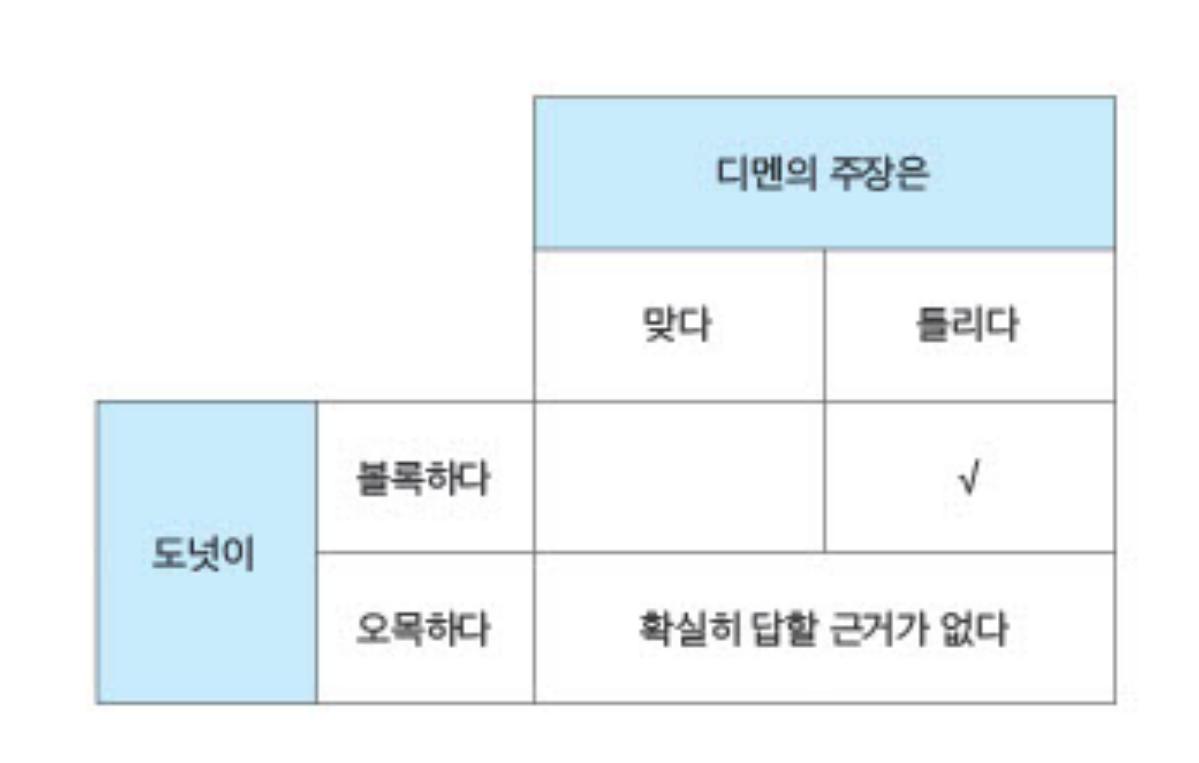 디멘의 주장은
맞다
틀리다
볼록하다
√
도넛이
오목하다
확실히 답할 근거가 없다